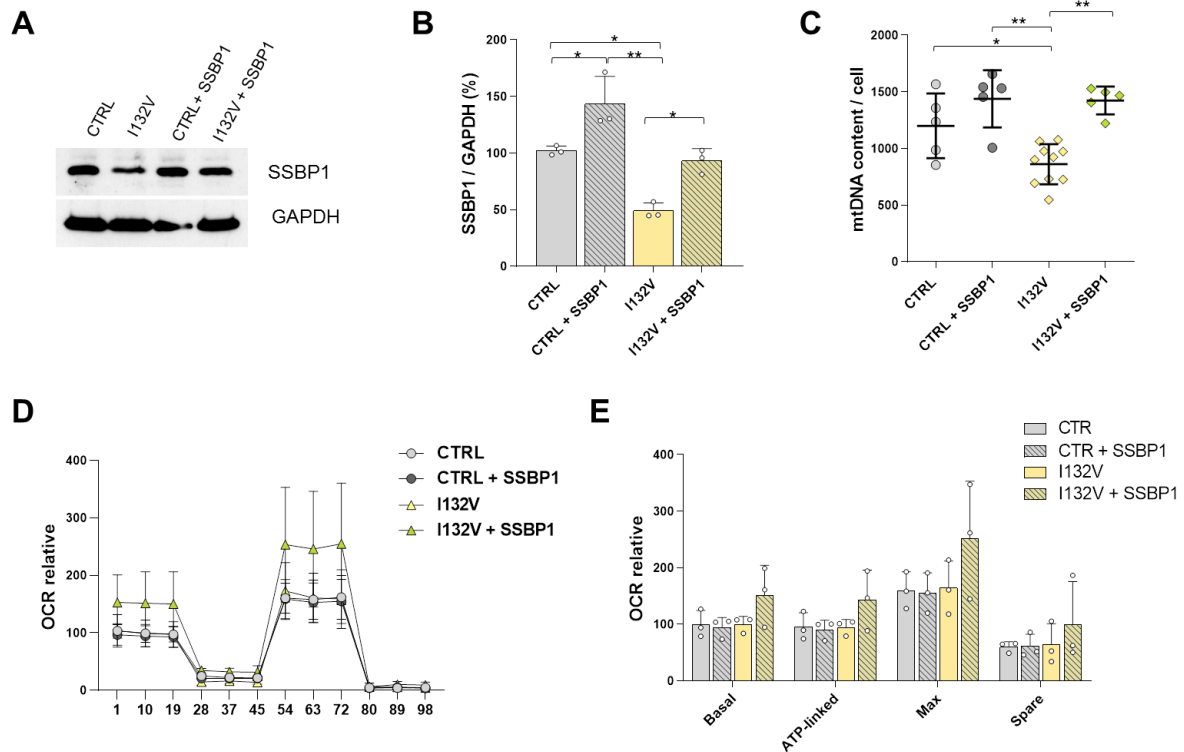 A
CTRL
I132V
CTRL+ SSBP1
I132V + SSBP1
SSBP1
GAPDH
B
SSBP1 / GAPDH (%)
200
150
100
50
0
*
*
**
*
CTRL
CTRL + SSBP1
I132V
I132V + SSBP1
C
mtDNA content / cell
2000
1500
1000
500
0
**
**
*
CTRL
CTRL + SSBP1
I132V
I132V + SSBP1
D
OCR relative
400
300
200
100
0
1 10 19 28 37 45 54 63 72 80 89 98
CTRL
CTRL + SSBP1
I132V
I132V + SSBP1
E
OCR relative
400
300
200
100
0
Basal
ATP-linked
Max
Spare
CTR
CTR + SSBP1
I132V
I132V + SSBP1